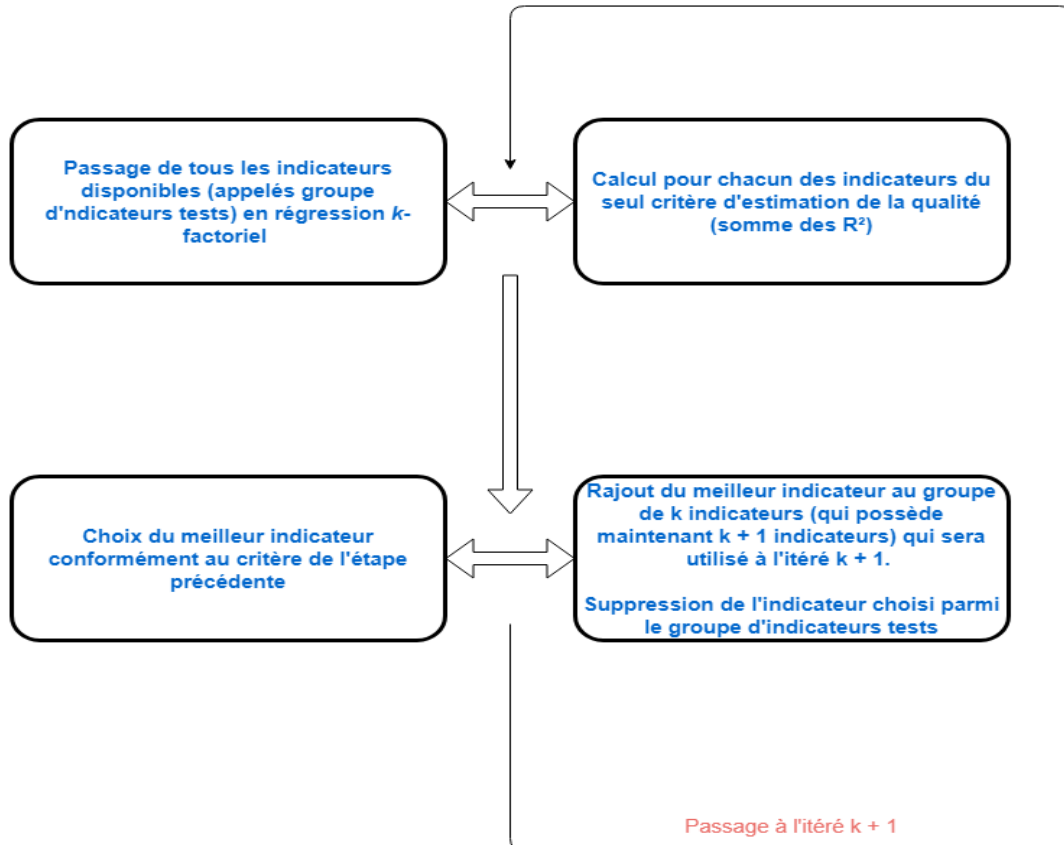 Passage de tous les indicateurs
disponibles (appelés groupe
d'ndicateurs tests) en régression k-
factoriel
Calcul pour chacun des indicateurs du
seul critère d'estimation de la qualité
(somme des R²)
Choix du meilleur indicateur
conformément au critère de l'étape
précédente
Rajout du meilleur indicateur au groupe
de k indicateurs (qui possède
maintenant k + 1 indicateurs) qui sera
utilisé à l'itéré k + 1.
Suppression de l'indicateur choisi parmi
le groupe d'indicateurs tests
Passage à l'itéré k + 1